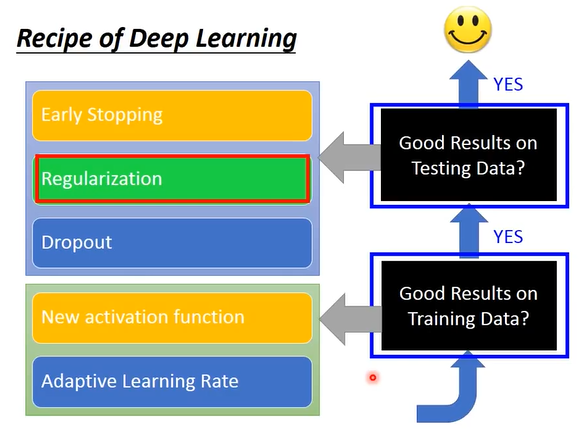 Recipe of Deep Learning
YES
Early Stopping
Good Results on
Testing Data?
Regularization
Dropout
YES
New activation function
Good Results on
Training Data?
Adaptive Learning Rate